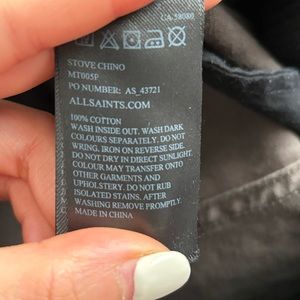 CA-38080
STOVE CHINO
MT005P
PO NUMBER: AS_43721
ALLSAINTS.COM
100% COTTON
WASH INSIDE OUT. WASH DARK
COLOURS SEPARATELY. DO NOT
WRING. IRON ON REVERSE SIDE.
DO NOT DRY IN DIRECT SUNLIGHT.
COLOUR MAY TRANSFER ONTO
OTHER GARMENTS AND
UPHOLSTERY. DO NOT RUB
ISOLATED STAINS. AFTER
WASHING REMOVE PROMPTLY.
MADE IN CHINA